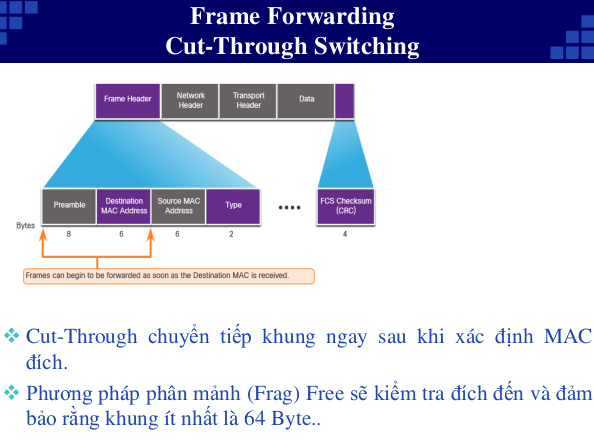 Frame Forwarding
Cut-Through Switching
Frame Header
Network
Header
Transport
Header
Data
Preamble
Destination
MAC Address
Source MAC
Address
Type
••••
FCS Checksum
(CRC)
Bytes
8
6
6
2
4
Frames can begin to be forwarded as soon as the Destination MAC is received.
Cut-Through chuyển tiếp khung ngay sau khi xác định MAC
đích.
Phương pháp phân mảnh (Frag) Free sẽ kiểm tra đích đến và đảm
bảo rằng khung ít nhất là 64 Byte..